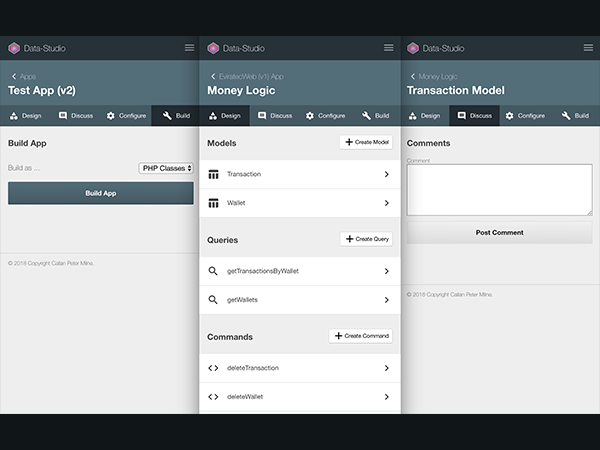 Data-Studio
Apps
Test App (v2)
Design
Discuss
Configure
Build
Build App
Build as ...
PHP Classes
Build App
© 2018 Copyright Callan Peter Milne.
Data-Studio
EviratecWeb (v1) App
Money Logic
Design
Discuss
Configure
Build
Models
Create Model
Transaction
Wallet
Queries
Create Query
getTransactionsByWallet
getWallets
Commands
Create Command
deleteTransaction
deleteWallet
Data-Studio
Money Logic
Transaction Model
Design
Discuss
Configure
Build
Comments
Comment
Post Comment
© 2018 Copyright Callan Peter Milne.